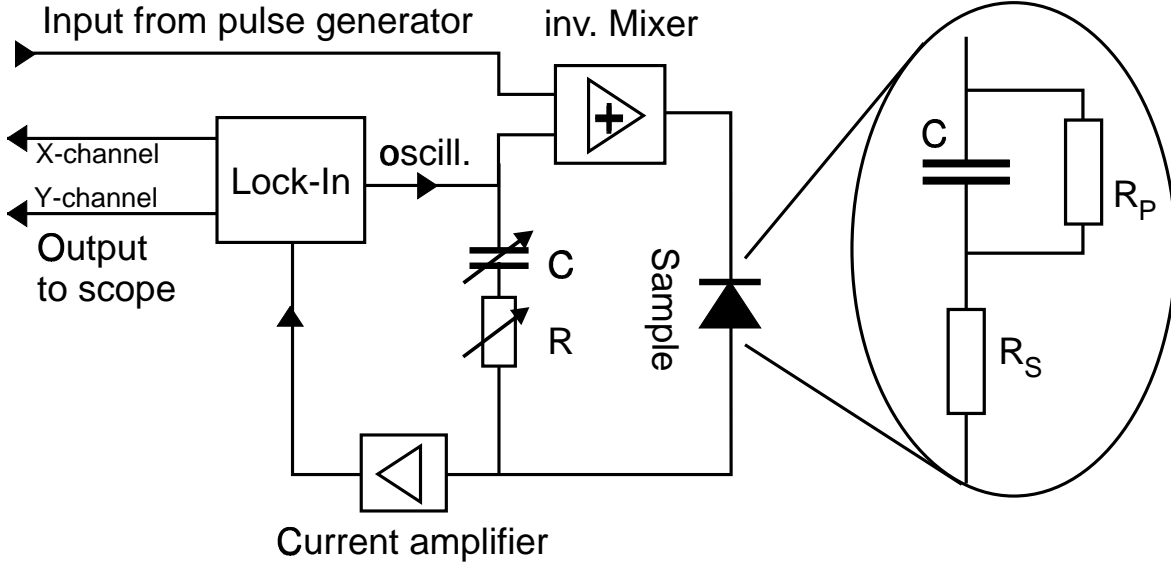 Input from pulse generator
inv. Mixer
X-channel
Y-channel
Lock-In
oscill.
Output
to scope
C
R
Sample
Current amplifier
+
C
R_P
R_S